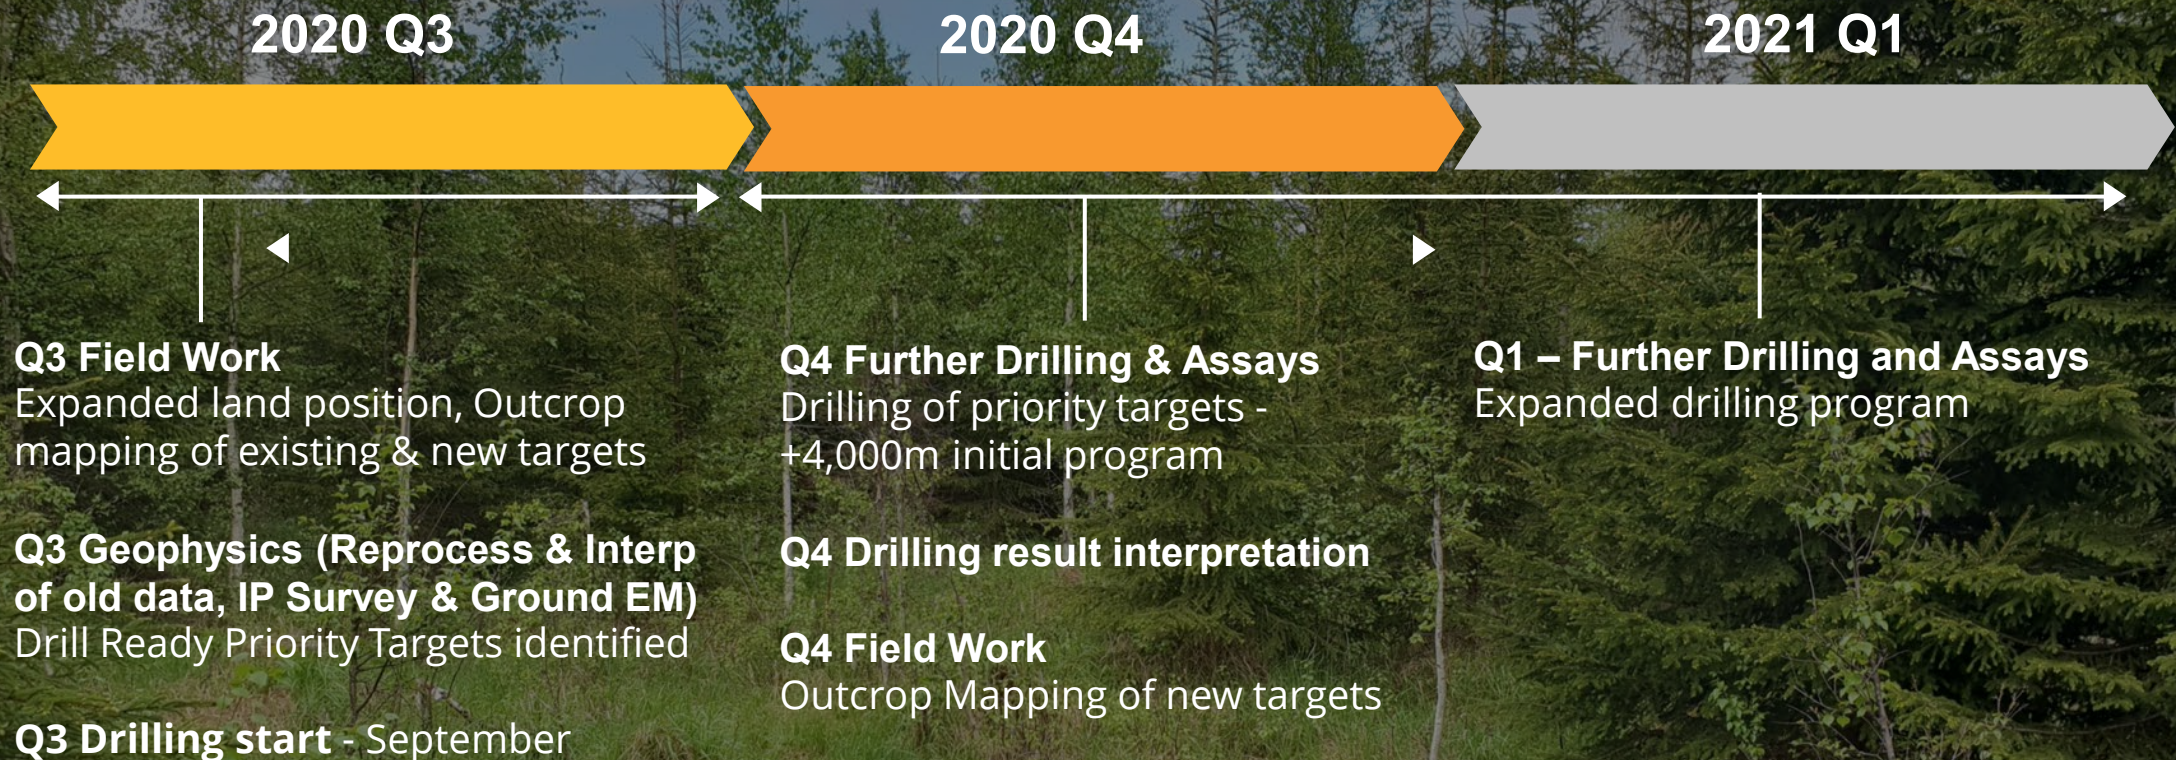 2020 Q3
2020 Q4
2021 Q1
Q3 Field Work
Expanded land position, Outcrop
mapping of existing & new targets
Q3 Geophysics (Reprocess & Interp
of old data, IP Survey & Ground EM)
Drill Ready Priority Targets identified
Q3 Drilling start - September
Q4 Further Drilling & Assays
Drilling of priority targets -
+4,000m initial program
Q4 Drilling result interpretation
Q4 Field Work
Outcrop Mapping of new targets
Q1 – Further Drilling and Assays
Expanded drilling program